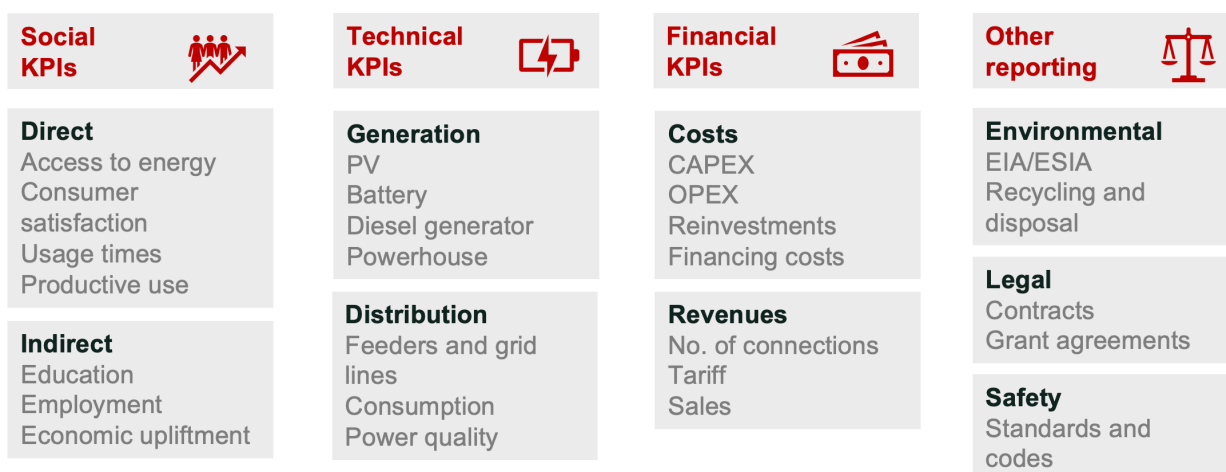 Social
KPIs
Direct
Access to energy
Consumer
satisfaction
Usage times
Productive use
Indirect
Education
Employment
Economic upliftment
Technical
KPIs
Generation
PV
Battery
Diesel generator
Powerhouse
Distribution
Feeders and grid
lines
Consumption
Power quality
Financial
KPIs
Costs
CAPEX
OPEX
Reinvestments
Financing costs
Revenues
No. of connections
Tariff
Sales
Other
reporting
Environmental
EIA/ESIA
Recycling and
disposal
Legal
Contracts
Grant agreements
Safety
Standards and
codes